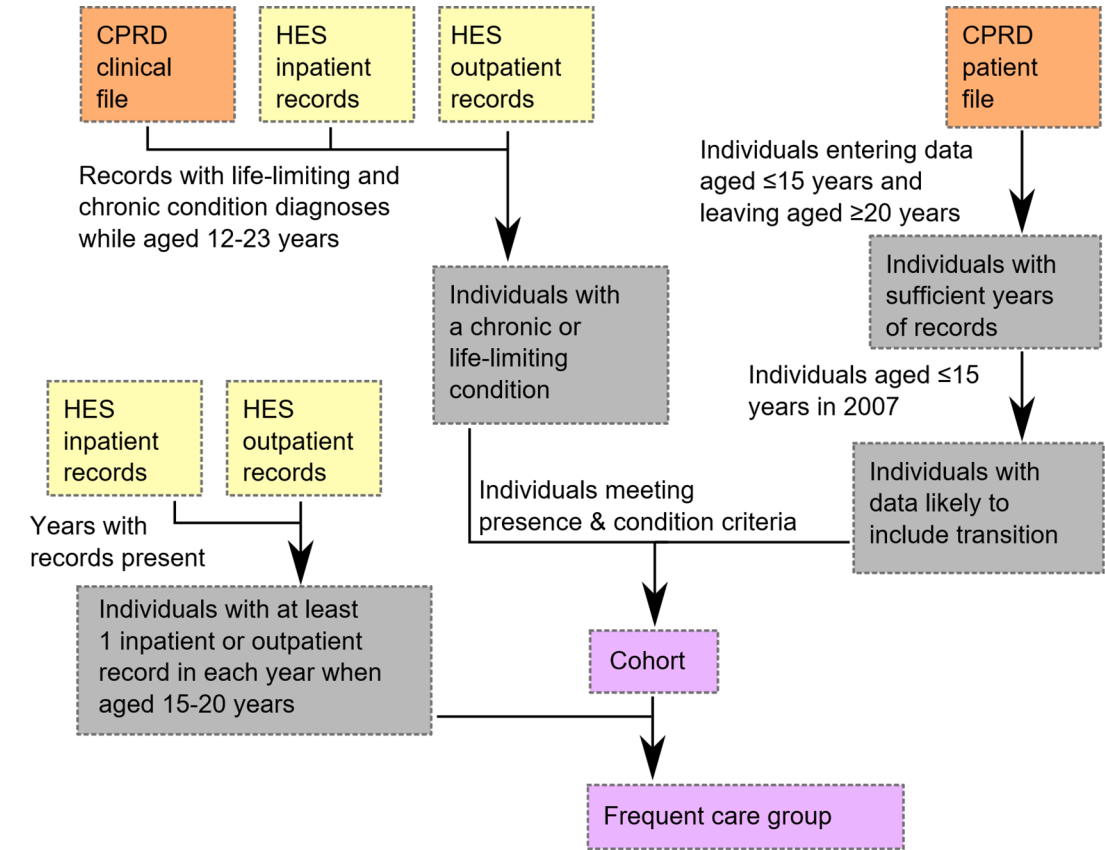 CPRD
clinical
file
HES
inpatient
records
HES
outpatient
records
CPRD
patient
file
Records with life-limiting and
chronic condition diagnoses
while aged 12-23 years
Individuals entering data
aged ≤15 years and
leaving aged ≥20 years
Individuals with
a chronic or
life-limiting
condition
Individuals with
sufficient years
of records
Individuals aged ≤15
years in 2007
HES
inpatient
records
HES
outpatient
records
Individuals with
data likely to
include transition
Individuals meeting
presence & condition criteria
Years with
records present
Individuals with at least
1 inpatient or outpatient
record in each year when
aged 15-20 years
Cohort
Frequent care group